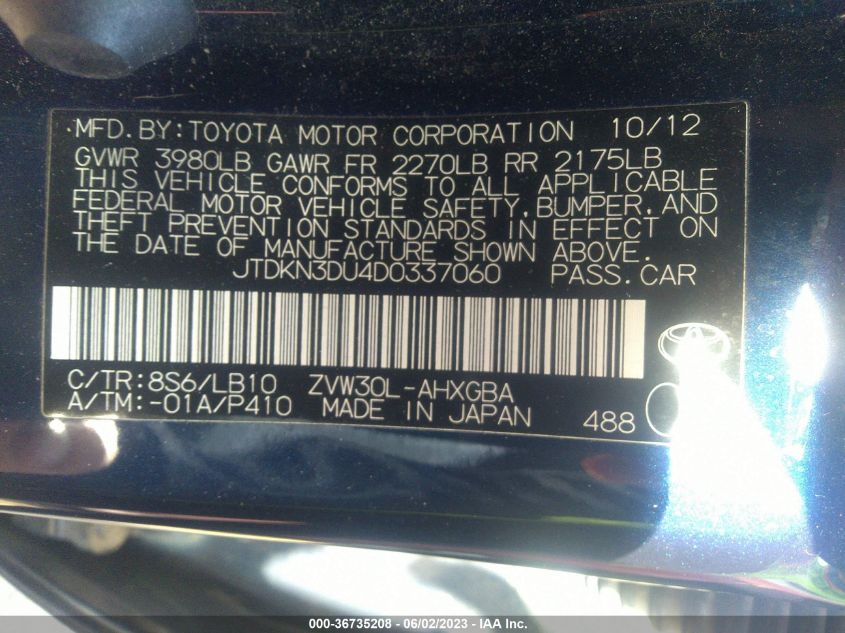 MFD.BY:TOYOTA MOTOR CORPORATION 10/12
GVWR 3980LB GAWR FR 2270LB RR 2175LB
THIS VEHICLE CONFORMS TO ALL APPLICABLE
FEDERAL MOTOR VEHICLE SAFETY,BUMPER,AND
THEFT PREVENTION STANDARDS IN EFFECT ON
THE DATE OF MANUFACTURE SHOWN ABOVE.
JTDKN3DU4D0337060 PASS.CAR
C/TR:8S6/LB10 ZVW30L-AHXGBA
A/TM:-01A/P410 MADE IN JAPAN 488
000-36735208 - 06/02/2023 - © IAA Inc.